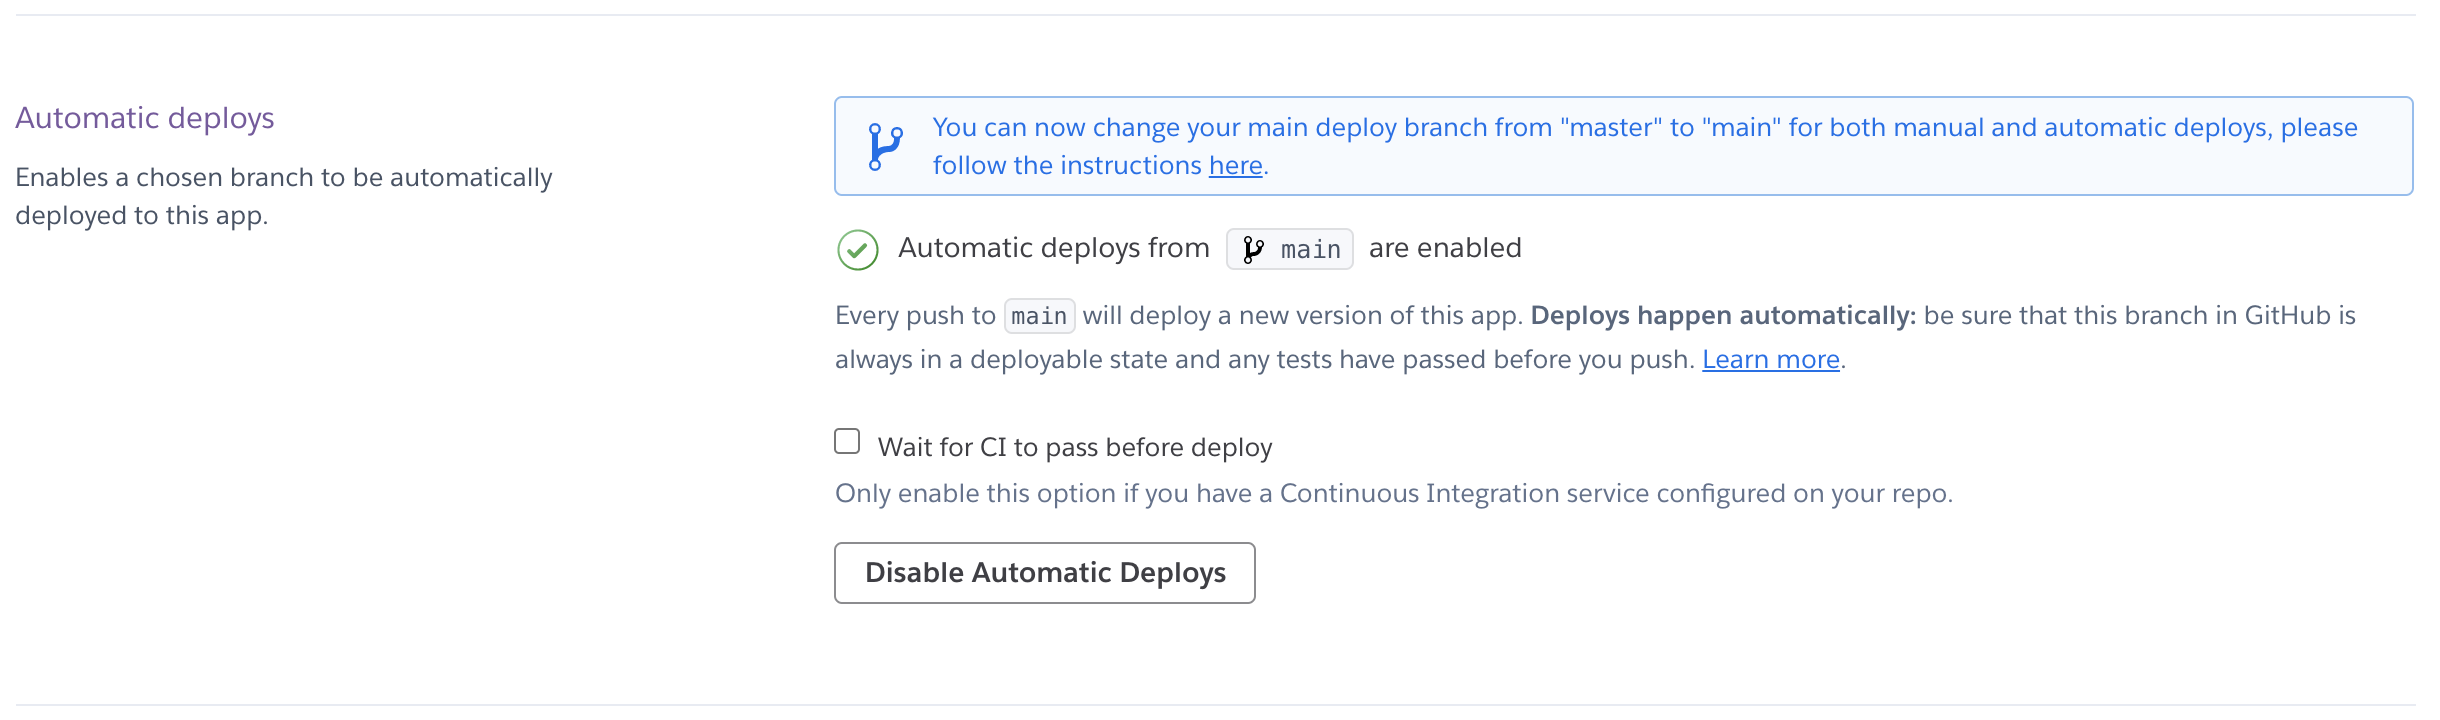 Automatic deploys
Enables a chosen branch to be automatically
deployed to this app.
You can now change your main deploy branch from "master" to "main" for both manual and automatic deploys, please
follow the instructions here.
Automatic deploys from main are enabled
Every push to main will deploy a new version of this app. Deploys happen automatically: be sure that this branch in GitHub is
always in a deployable state and any tests have passed before you push. Learn more.
Wait for CI to pass before deploy
Only enable this option if you have a Continuous Integration service configured on your repo.
Disable Automatic Deploys